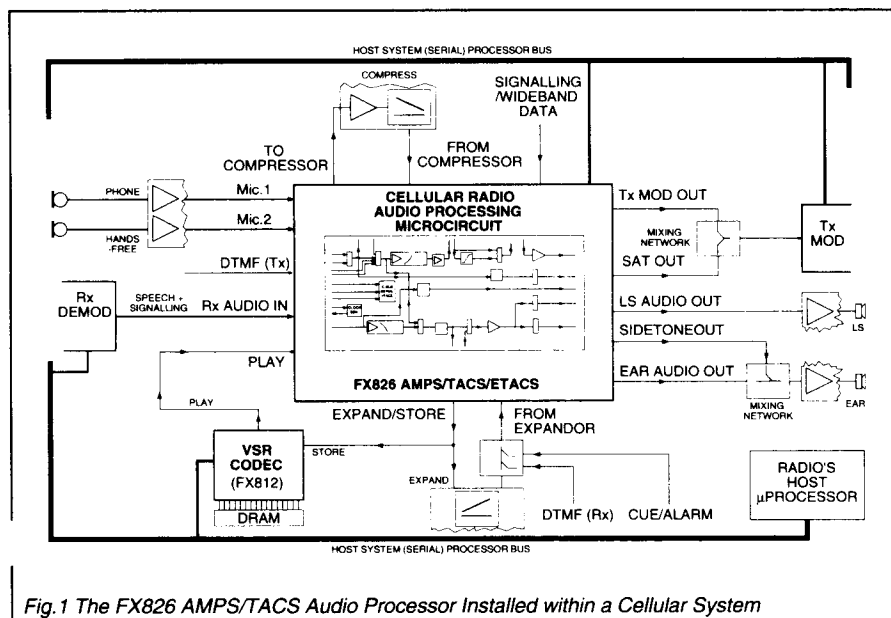 HOST SYSTEM (SERIAL) PROCESSOR BUS
COMPRESS
SIGNALLING
/WIDEBAND
DATA
TO
COMPRESSOR
FROM
COMPRESSOR
PHONE
Mic.1
HANDS
-FREE
Mic.2
DTMF (Tx)
CELLULAR RADIO
AUDIO PROCESSING
MICROCIRCUIT
Tx MOD OUT
MIXING
NETWORK
Tx
MOD
SAT OUT
Rx
DEMOD
SPEECH +
SIGNALLING
Rx AUDIO IN
LS AUDIO OUT
LS
SIDETONEOUT
PLAY
EAR AUDIO OUT
EAR
MIXING
NETWORK
FX826 AMPS/TACS/ETACS
PLAY
EXPAND/STORE
FROM
EXPANDOR
VSR
CODEC
(FX812)
STORE
DRAM
EXPAND
DTMF (Rx)
CUE/ALARM
RADIO'S
HOST
µPROCESSOR
HOST SYSTEM (SERIAL) PROCESSOR BUS
Fig.1 The FX826 AMPS/TACS Audio Processor Installed within a Cellular System